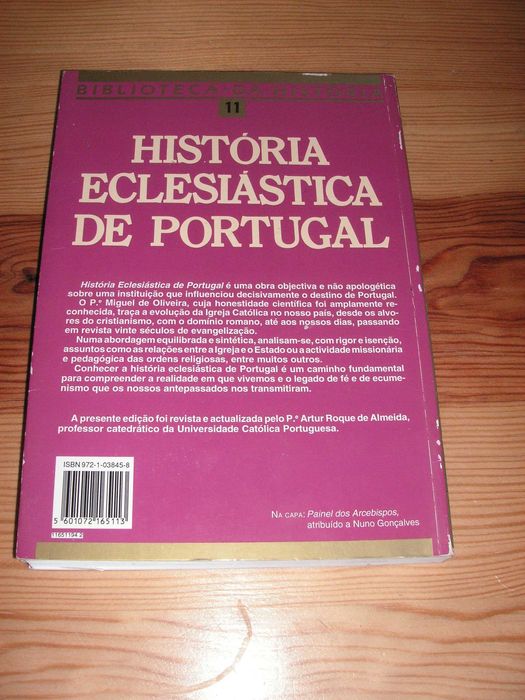 BIBLIOTECA DA HISTÓRIA
11
HISTÓRIA
ECLESIÁSTICA
DE PORTUGAL
História Eclesiástica de Portugal é uma obra objectiva e não apologética
sobre uma instituição que influenciou decisivamente o destino de Portugal.
O P.e Miguel de Oliveira, cuja honestidade científica foi amplamente re-
conhecida, traça a evolução da Igreja Católica no nosso país, desde os alvo-
res do cristianismo, com o domínio romano, até aos nossos dias, passando
em revista vinte séculos de evangelização.
Numa abordagem equilibrada e sintética, analisam-se, com rigor e isenção,
assuntos como as relações entre a Igreja e o Estado ou a actividade missionária
e pedagógica das ordens religiosas, entre muitos outros.
Conhecer a história eclesiástica de Portugal é um caminho fundamental
para compreender a realidade em que vivemos e o legado de fé e de ecume-
nismo que os nossos antepassados nos transmitiram.
A presente edição foi revista e actualizada pelo P.e Artur Roque de Almeida,
professor catedrático da Universidade Católica Portuguesa.
ISBN 972-1-03845-8
5 601072 165113
11651194 2
NA CAPA: Painel dos Arcebispos,
atribuído a Nuno Gonçalves